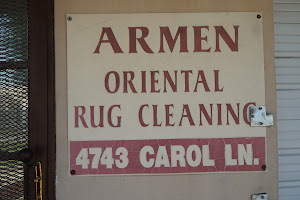 ARMEN
ORIENTAL
RUG CLEANING
4743 CAROL LN.